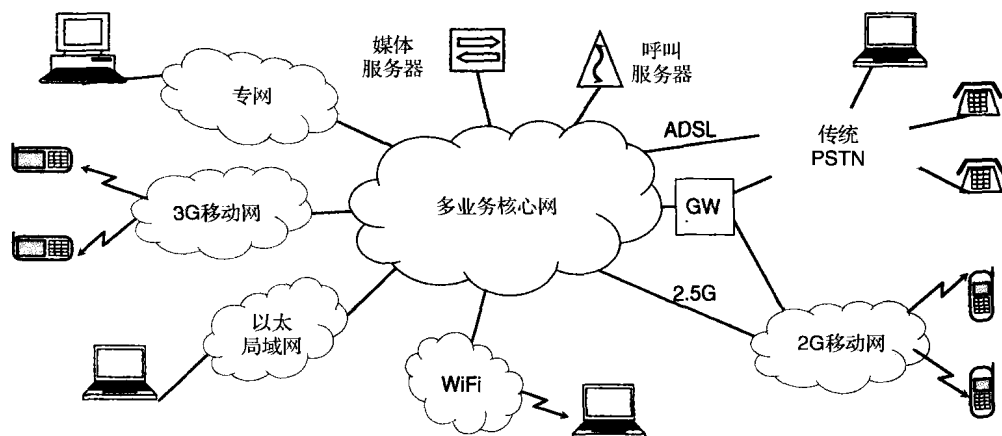 媒体
服务器
呼叫
服务器
专网
ADSL
传统
PSTN
3G移动网
多业务核心网
GW
以太
局域网
2.5G
WiFi
2G移动网